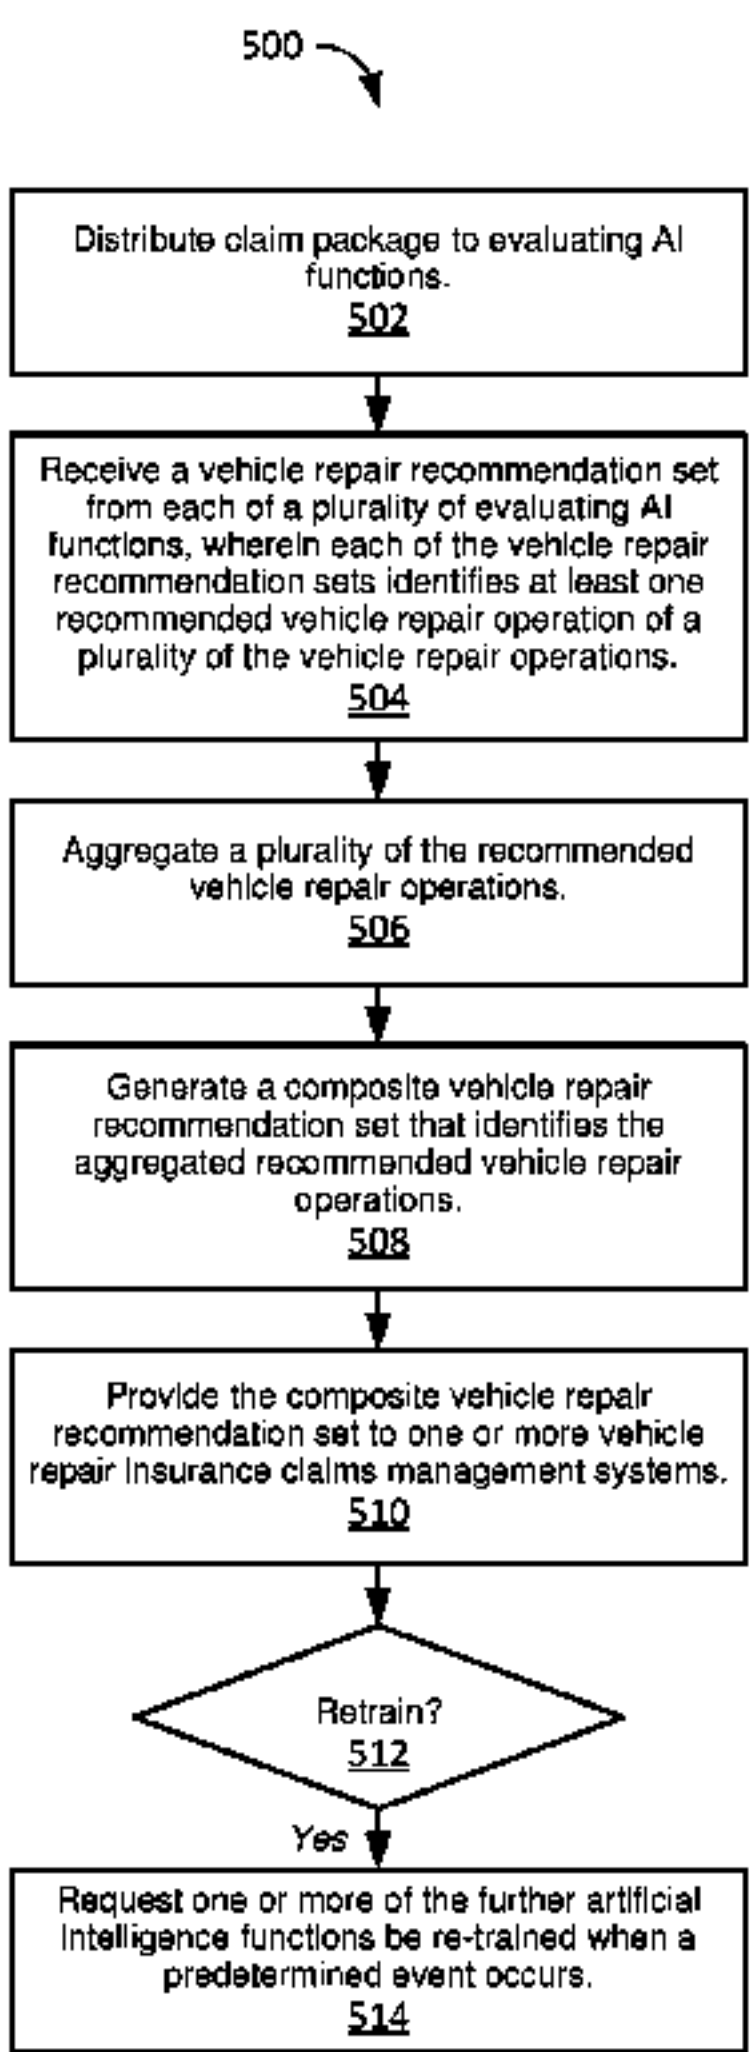 500
Distribute claim package to evaluating AI
functions.
502
Receive a vehicle repair recommendation set
from each of a plurality of evaluating AI
functions, wherein each of the vehicle repair
recommendation sets identifies at least one
recommended vehicle repair operation of a
plurality of the vehicle repair operations.
504
Aggregate a plurality of the recommended
vehicle repair operations.
506
Generate a composite vehicle repair
recommendation set that identifies the
aggregated recommended vehicle repair
operations.
508
Provide the composite vehicle repair
recommendation set to one or more vehicle
repair insurance claims management systems.
510
Retrain?
512
Yes
Request one or more of the further artificial
intelligence functions be re-trained when a
predetermined event occurs.
514